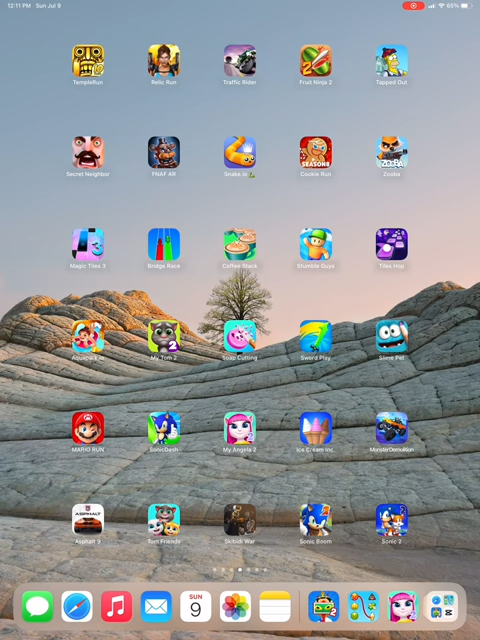 12:11 PM Sun Jul 9 65%
TempleRun Relic Run Traffic Rider Fruit Ninja 2 Tapped Out
Secret Neighbor FNAF AR Snake.io Cookie Run Zooba
Magic Tiles 3 Bridge Race Coffee Stack Stumble Guys Tiles Hop
Aquapark.io My Tom 2 Soap Cutting Sword Play Slime Pet
MARIO RUN SonicDash My Angela 2 Ice Cream Inc. MonsterDemolition
Asphalt 9 Tom Friends Skibidi War Sonic Boom Sonic 2
SUN
9